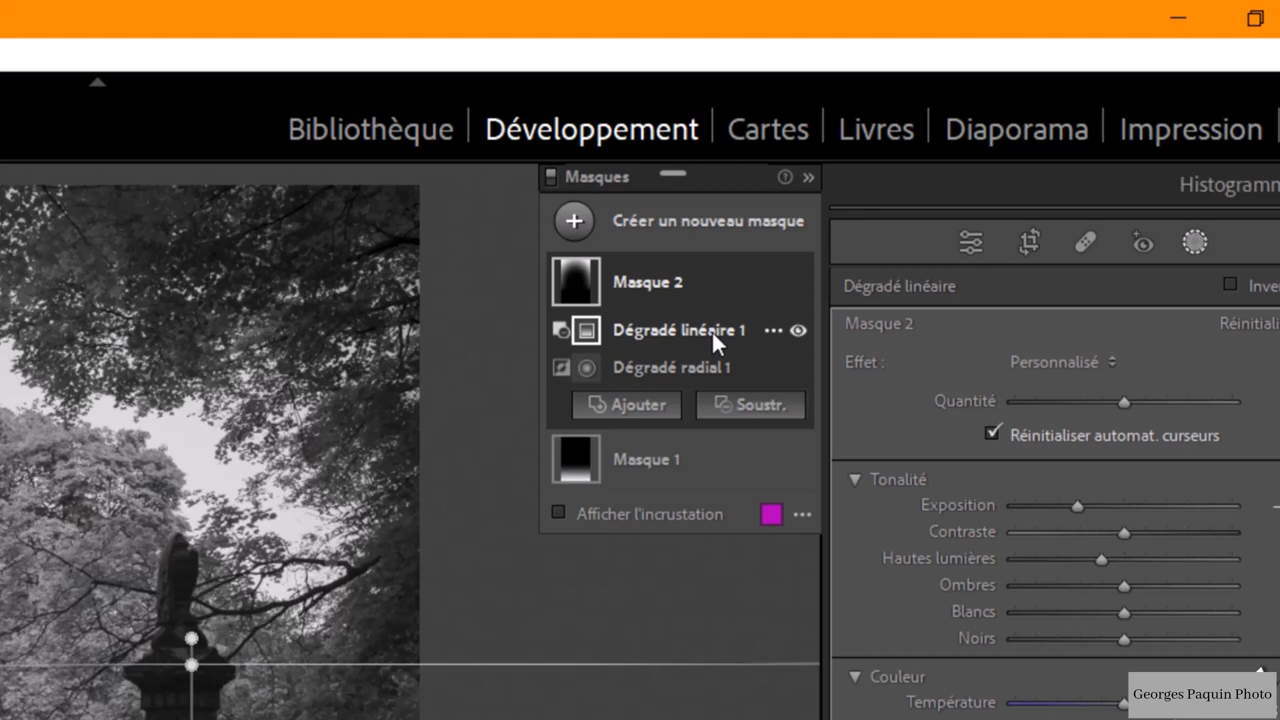 Bibliothèque | Développement | Cartes | Livres | Diaporama | Impression
Masques
Histogramm
Créer un nouveau masque
Masque 2
Dégradé linéaire 1
Dégradé radial 1
Ajouter
Soustr.
Masque 1
Afficher l'incrustation
Dégradé linéaire
Inve
Masque 2
Réinitiali
Effet :
Personnalisé
Quantité
Réinitialiser automat. curseurs
Tonalité
Exposition
Contraste
Hautes lumières
Ombres
Blancs
Noirs
Couleur
Température
Georges Paquin Photo